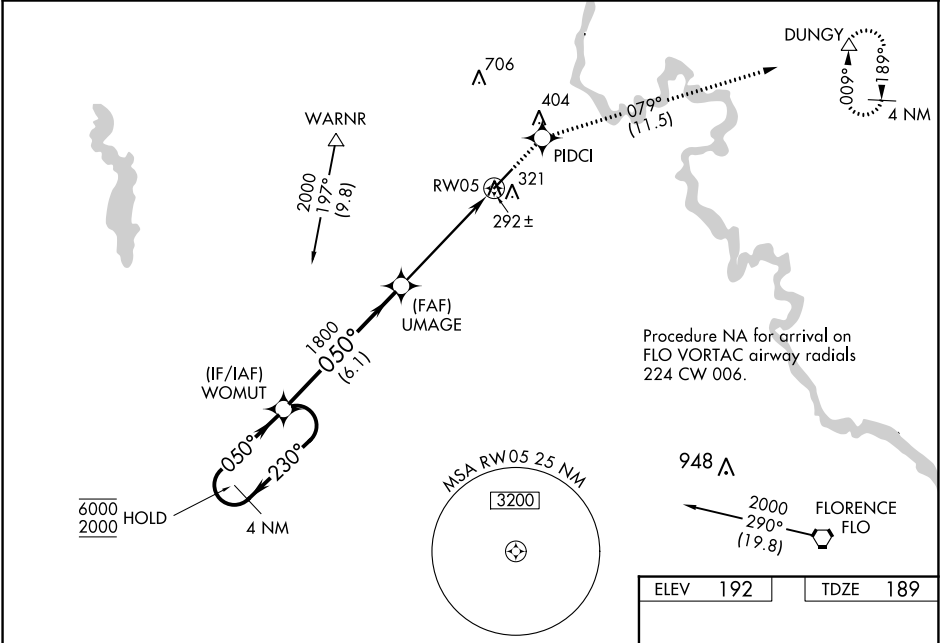 DUNGY
009°
189°
4 NM
706
404
079°
(11.5)
PIDCI
WARNR
2000
197°
(9.8)
RW05
321
292±
(FAF)
UMAGE
1800
050°
(6.1)
Procedure NA for arrival on
FLO VORTAC airway radials
224 CW 006.
(IF/IAF)
WOMUT
050°
230°
6000
2000
HOLD
4 NM
MSA RW05 25 NM
3200
948
2000
290°
(19.8)
FLORENCE
FLO
ELEV 192
TDZE 189